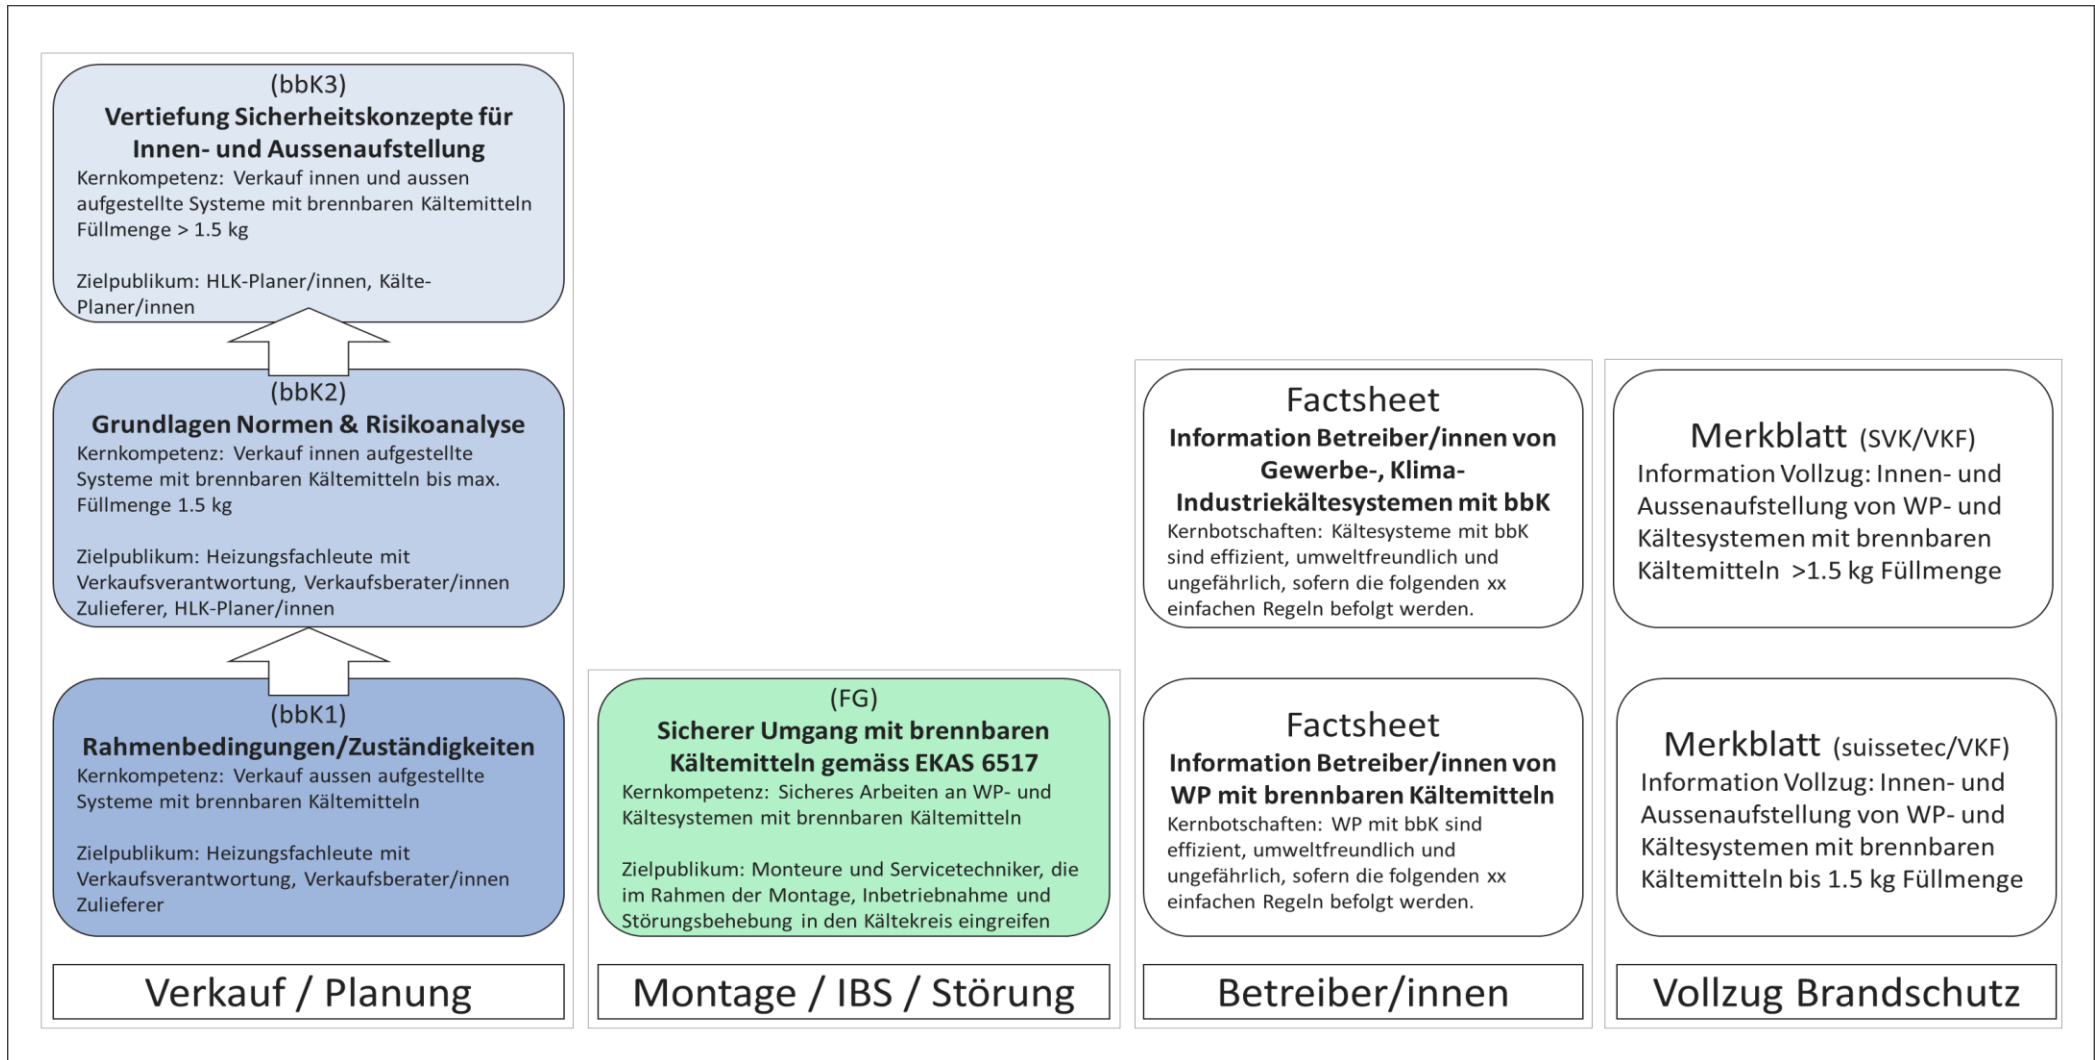 (bbK3)
Vertiefung Sicherheitskonzepte für
Innen- und Aussenaufstellung
Kernkompetenz: Verkauf innen und aussen
aufgestellte Systeme mit brennbaren Kältemitteln
Füllmenge > 1.5 kg
Zielpublikum: HLK-Planer/innen, Kälte-
Planer/innen
(bbK2)
Grundlagen Normen & Risikoanalyse
Kernkompetenz: Verkauf innen aufgestellte
Systeme mit brennbaren Kältemitteln bis max.
Füllmenge 1.5 kg
Zielpublikum: Heizungsfachleute mit
Verkaufsverantwortung, Verkaufsberater/innen
Zulieferer, HLK-Planer/innen
(bbK1)
Rahmenbedingungen/Zuständigkeiten
Kernkompetenz: Verkauf aussen aufgestellte
Systeme mit brennbaren Kältemitteln
Zielpublikum: Heizungsfachleute mit
Verkaufsverantwortung, Verkaufsberater/innen
Zulieferer
Verkauf / Planung
(FG)
Sicherer Umgang mit brennbaren
Kältemitteln gemäss EKAS 6517
Kernkompetenz: Sicheres Arbeiten an WP- und
Kältesystemen mit brennbaren Kältemitteln
Zielpublikum: Monteure und Servicetechniker, die
im Rahmen der Montage, Inbetriebnahme und
Störungsbehebung in den Kältekreis eingreifen
Montage / IBS / Störung
Factsheet
Information Betreiber/innen von
Gewerbe-, Klima-
Industriekältesystemen mit bbK
Kernbotschaften: Kältesysteme mit bbK
sind effizient, umweltfreundlich und
ungefährlich, sofern die folgenden xx
einfachen Regeln befolgt werden.
Factsheet
Information Betreiber/innen von
WP mit brennbaren Kältemitteln
Kernbotschaften: WP mit bbK sind
effizient, umweltfreundlich und
ungefährlich, sofern die folgenden xx
einfachen Regeln befolgt werden.
Betreiber/innen
Merkblatt (SVK/VKF)
Information Vollzug: Innen- und
Aussenaufstellung von WP- und
Kältesystemen mit brennbaren
Kältemitteln >1.5 kg Füllmenge
Merkblatt (suissetec/VKF)
Information Vollzug: Innen- und
Aussenaufstellung von WP- und
Kältesystemen mit brennbaren
Kältemitteln bis 1.5 kg Füllmenge
Vollzug Brandschutz